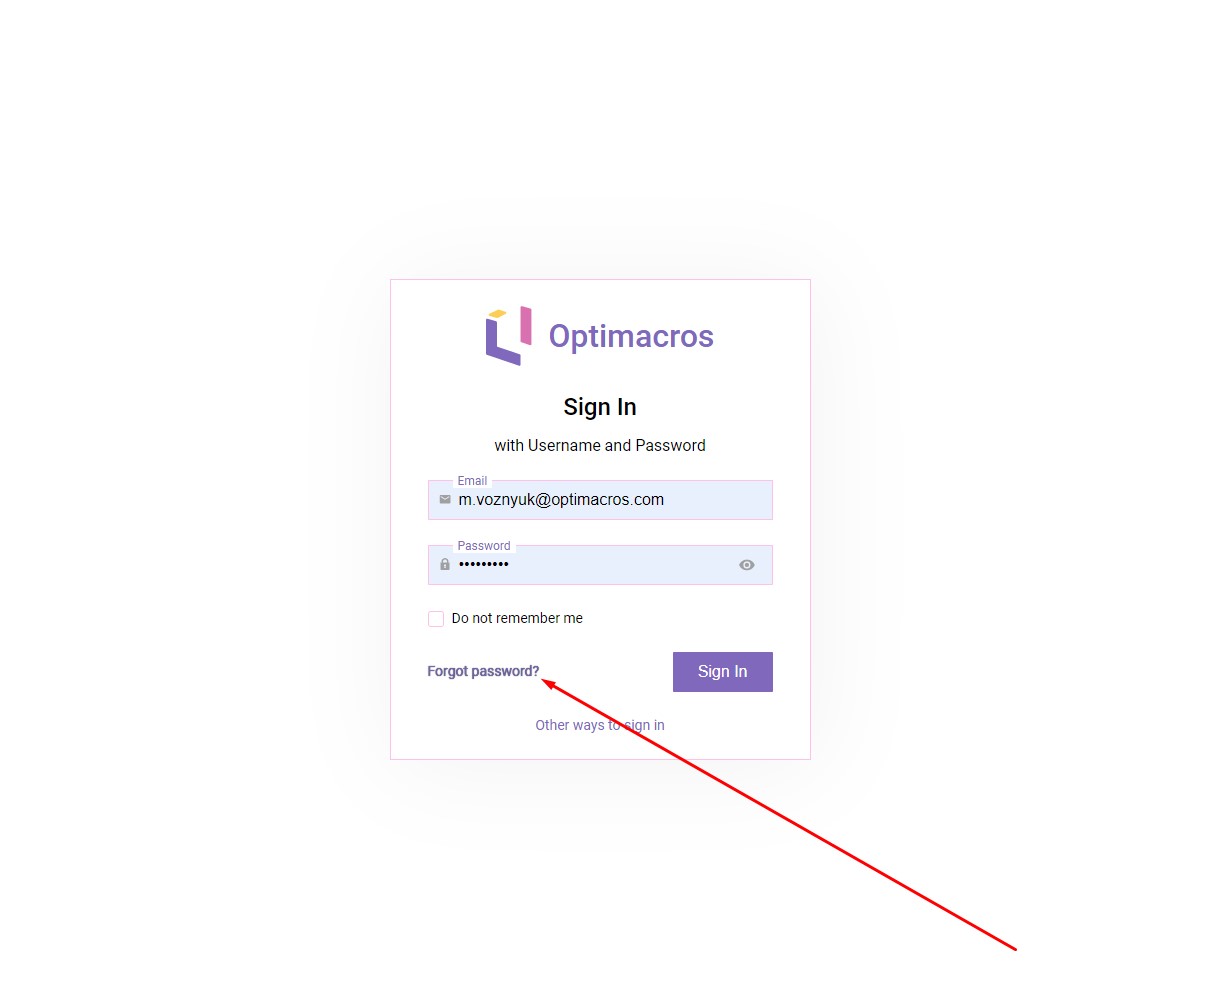 Optimacros
Sign In
with Username and Password
Email
m.voznyuk@optimacros.com
Password
•••••••••
Do not remember me
Forgot password?
Sign In
Other ways to sign in